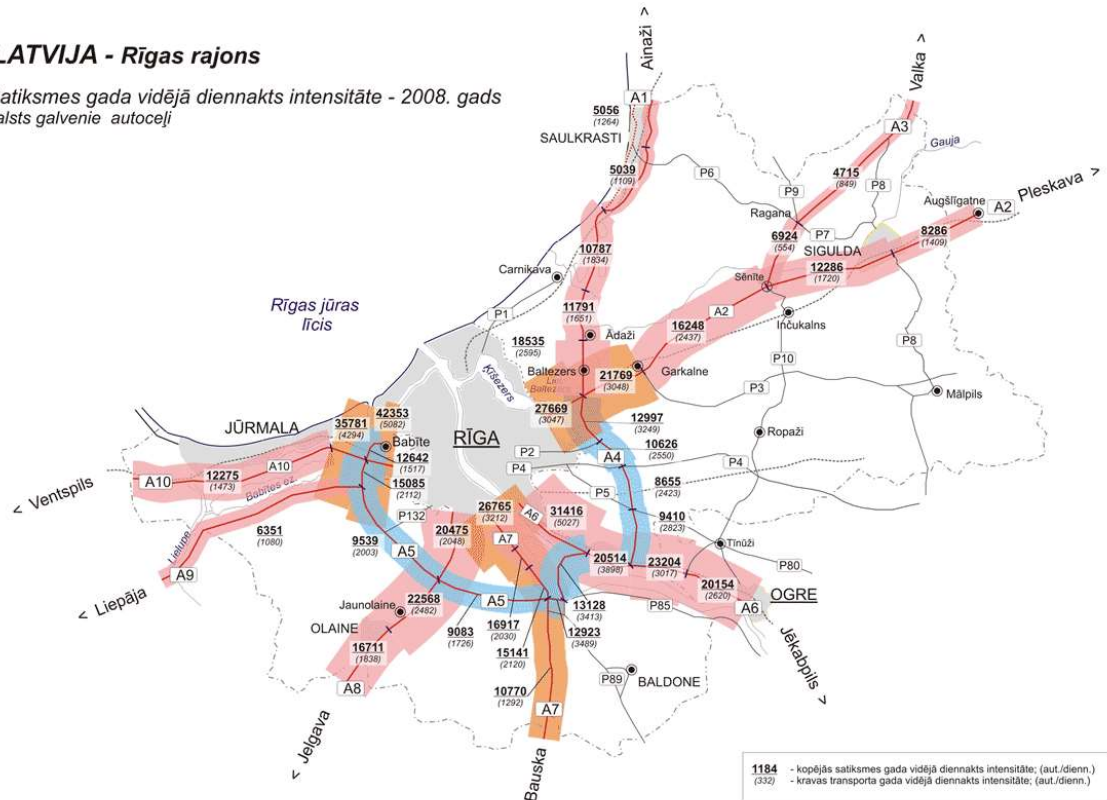 LATVIJA - Rīgas rajons
atiksmes gada vidējā diennakts intensitāte - 2008. gads
alsts galvenie autoceļi
Ainaži >
Valka >
A1
5056
(1264)
SAULKRASTI
A3
Gauja
5039
(1109)
P6
4715
(849)
P9
P8
Pleskava >
Augšlīgatne
A2
Ragana
P7
6924
(554)
SIGULDA
8286
(1409)
10787
(1834)
12286
(1720)
Carnikava
Sēnīte
Rīgas jūras
līcis
P1
11791
(1651)
A2
Inčukalns
16248
(2437)
18535
(2595)
Ādaži
P8
Ķīšezers
Baltezers
21769
(3048)
Garkalne
P10
P3
Mālpils
27669
(3047)
12997
(3249)
42353
(5082)
35781
(4294)
JŪRMALA
Babīte
RĪGA
Ropaži
10626
(2550)
P2
A4
P4
P4
12642
(1517)
A10
12275
(1473)
A10
< Ventspils
Babītes ez.
15085
(2112)
8655
(2423)
P5
26765
(3212)
A6
31416
(5027)
9410
(2823)
P132
6351
(1080)
20475
(2048)
Lielupe
9539
(2003)
A5
A7
Tīnūži
20514
(3898)
23204
(3017)
P80
A9
< Liepāja
20154
(2620)
OGRE
A6
Jaunolaine
22568
(2482)
A5
13128
(3413)
P85
OLAINE
9083
(1726)
16917
(2030)
12923
(3489)
Jēkabpils >
16711
(1838)
15141
(2120)
A8
10770
(1292)
P89
BALDONE
A7
< Jelgava
Bauska
1184 - kopējās satiksmes gada vidējā diennakts intensitāte; (aut./dienn.)
(332) - kravas transporta gada vidējā diennakts intensitāte; (aut./dienn.)